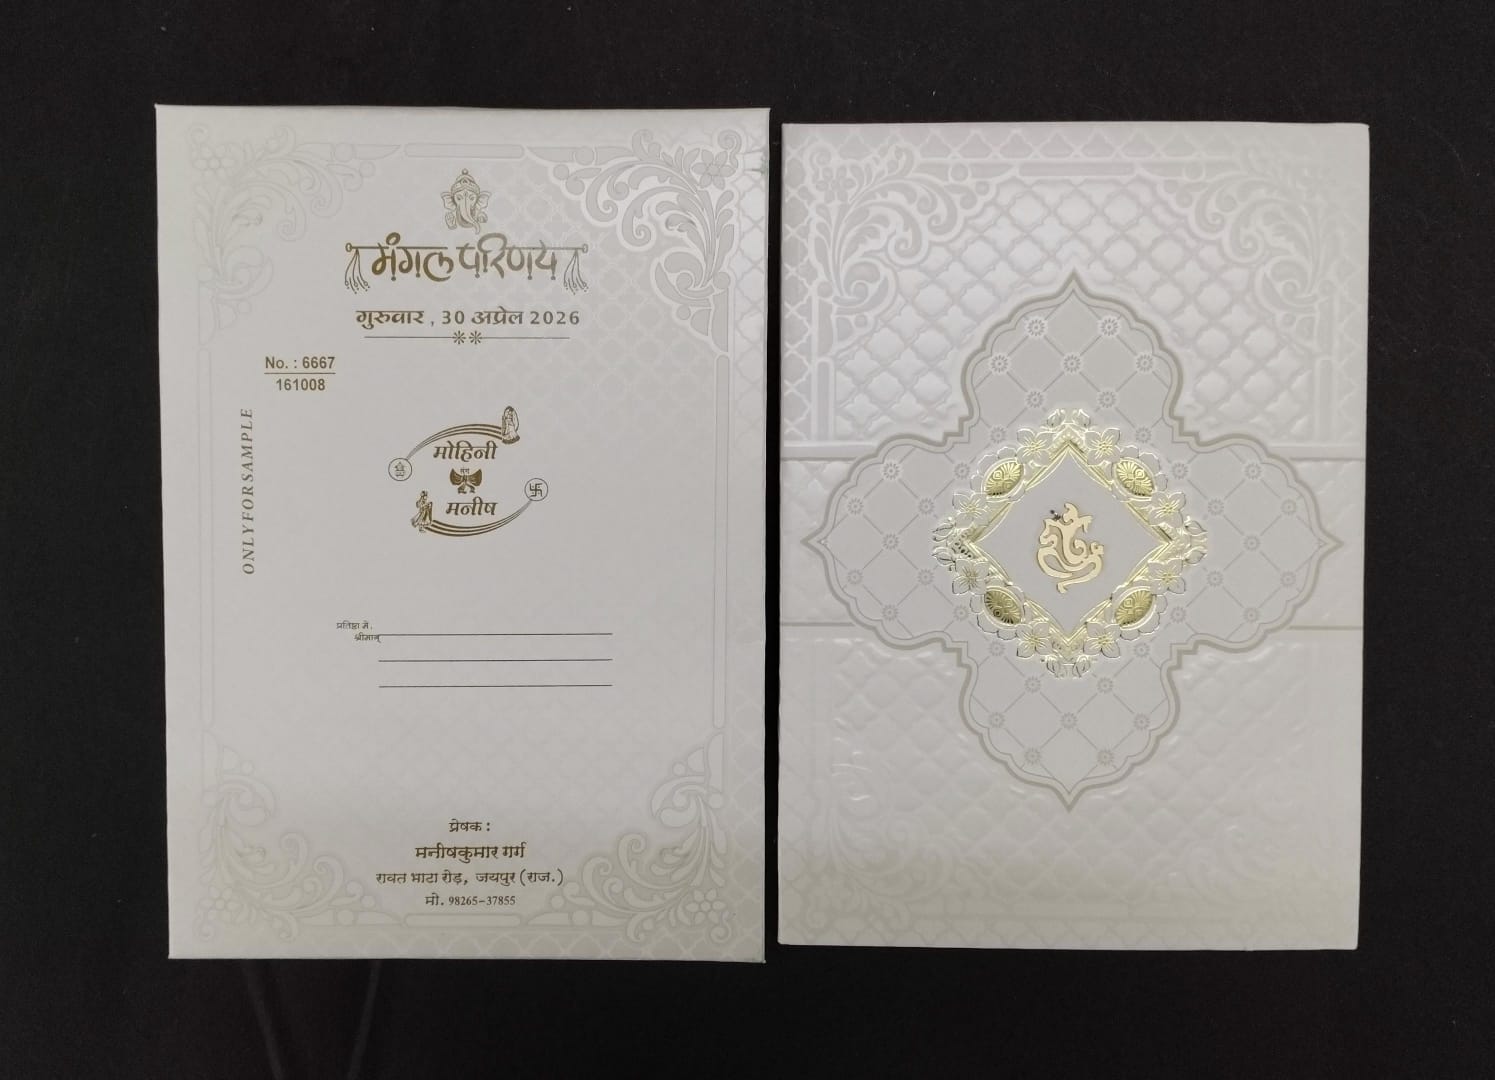 मंगल परिणय
गुरुवार , 30 अप्रेल 2026
No. : 6667
161008
ONLYFORSAMPLE
मोहिनी
संग
मनीष
प्रतिष्ठा में,
श्रीमान्
प्रेषक :
मनीषकुमार गर्ग
रावत भाटा रोड़, जयपुर (राज.)
मो. 98265-37855